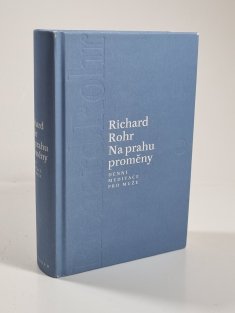 Richard
Rohr
Na prahu
proměny
DENNÍ
MEDITACE
PRO MUŽE